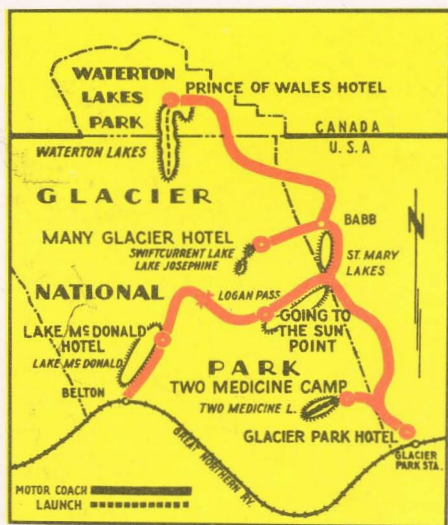 WATERTON
LAKES
PARK
PRINCE OF WALES HOTEL
CANADA
U.S.A
WATERTON LAKES
GLACIER
BABB
MANY GLACIER HOTEL
SWIFTCURRENT LAKE
LAKE JOSEPHINE
ST. MARY
LAKES
N
NATIONAL
LOGAN PASS
GOING TO
THE SUN
POINT
LAKE McDONALD
HOTEL
LAKE McDONALD
PARK
TWO MEDICINE CAMP
BELTON
TWO MEDICINE L.
GLACIER PARK HOTEL
GREAT NORTHERN RY.
GLACIER
PARK STA.
MOTOR COACH
LAUNCH